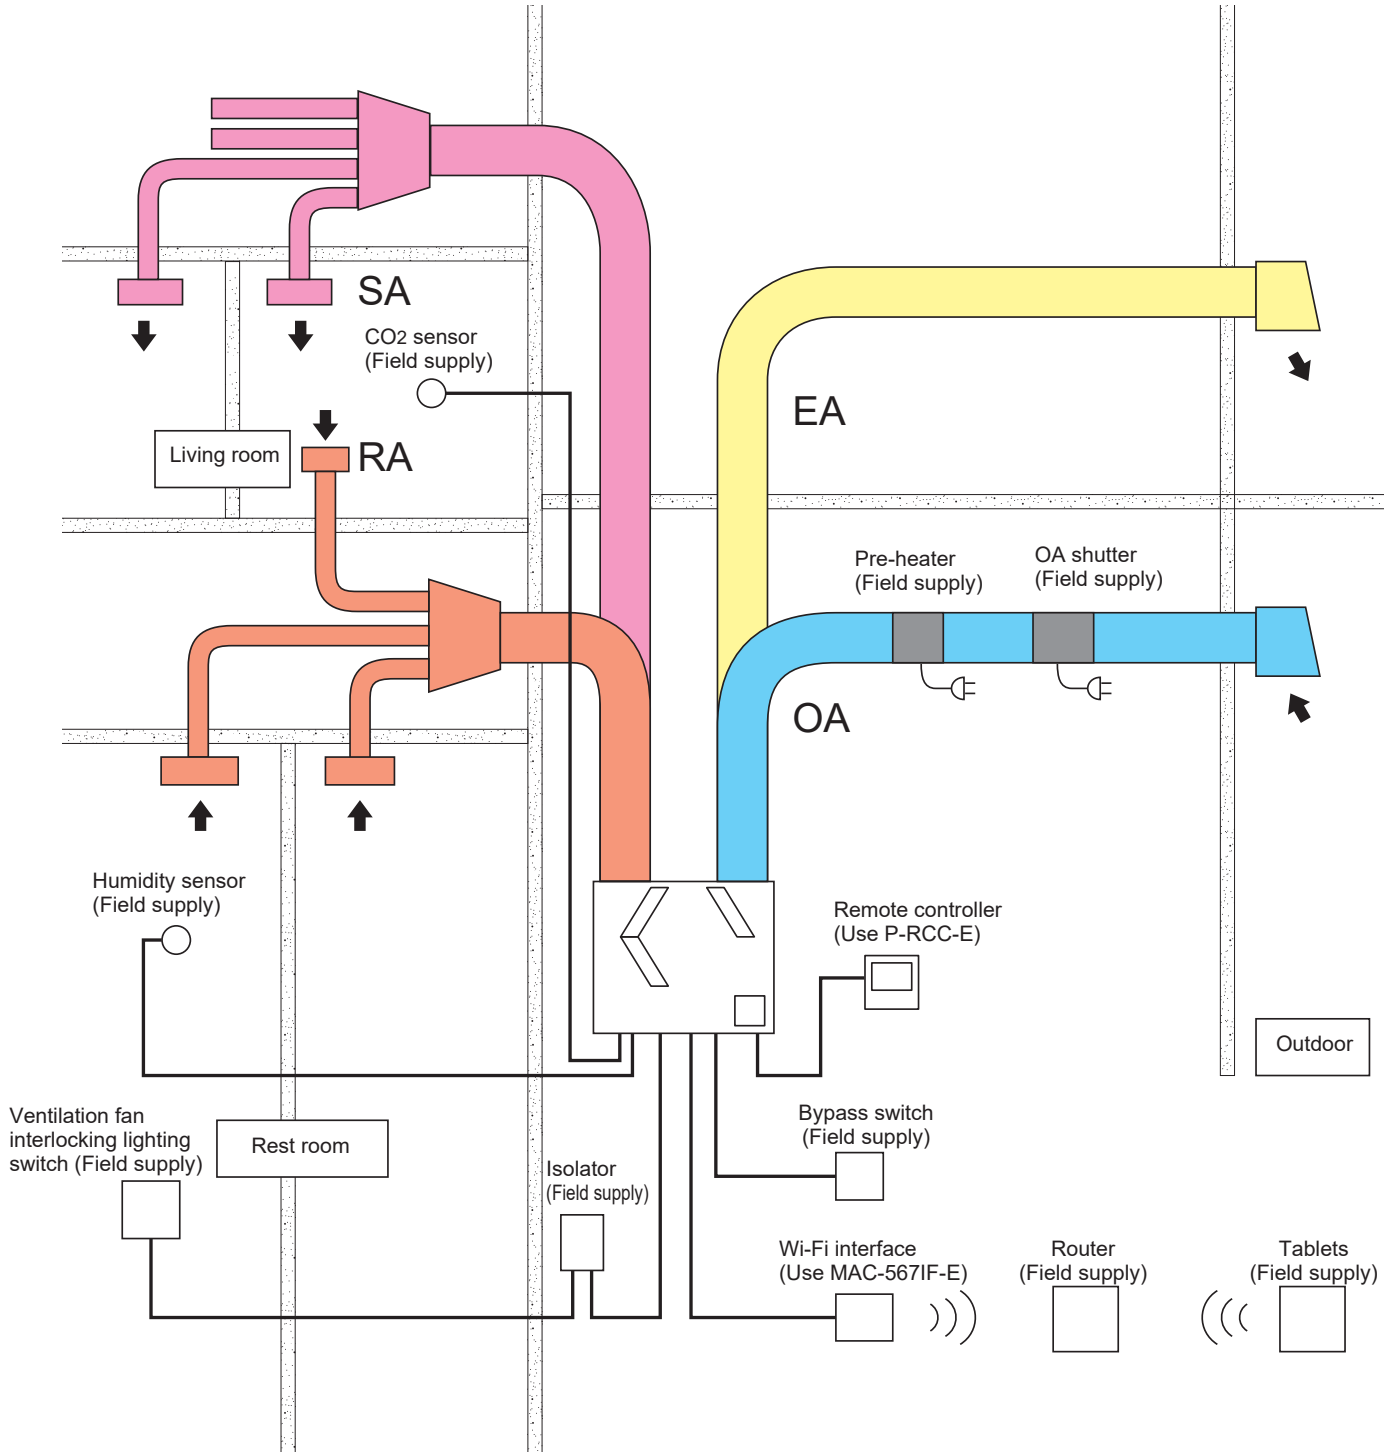 SA
CO2 sensor
(Field supply)
EA
Living room
RA
Pre-heater
(Field supply)
OA shutter
(Field supply)
OA
Humidity sensor
(Field supply)
Remote controller
(Use P-RCC-E)
Outdoor
Ventilation fan
interlocking lighting
switch (Field supply)
Rest room
Bypass switch
(Field supply)
Isolator
(Field supply)
Wi-Fi interface
(Use MAC-567IF-E)
Router
(Field supply)
Tablets
(Field supply)